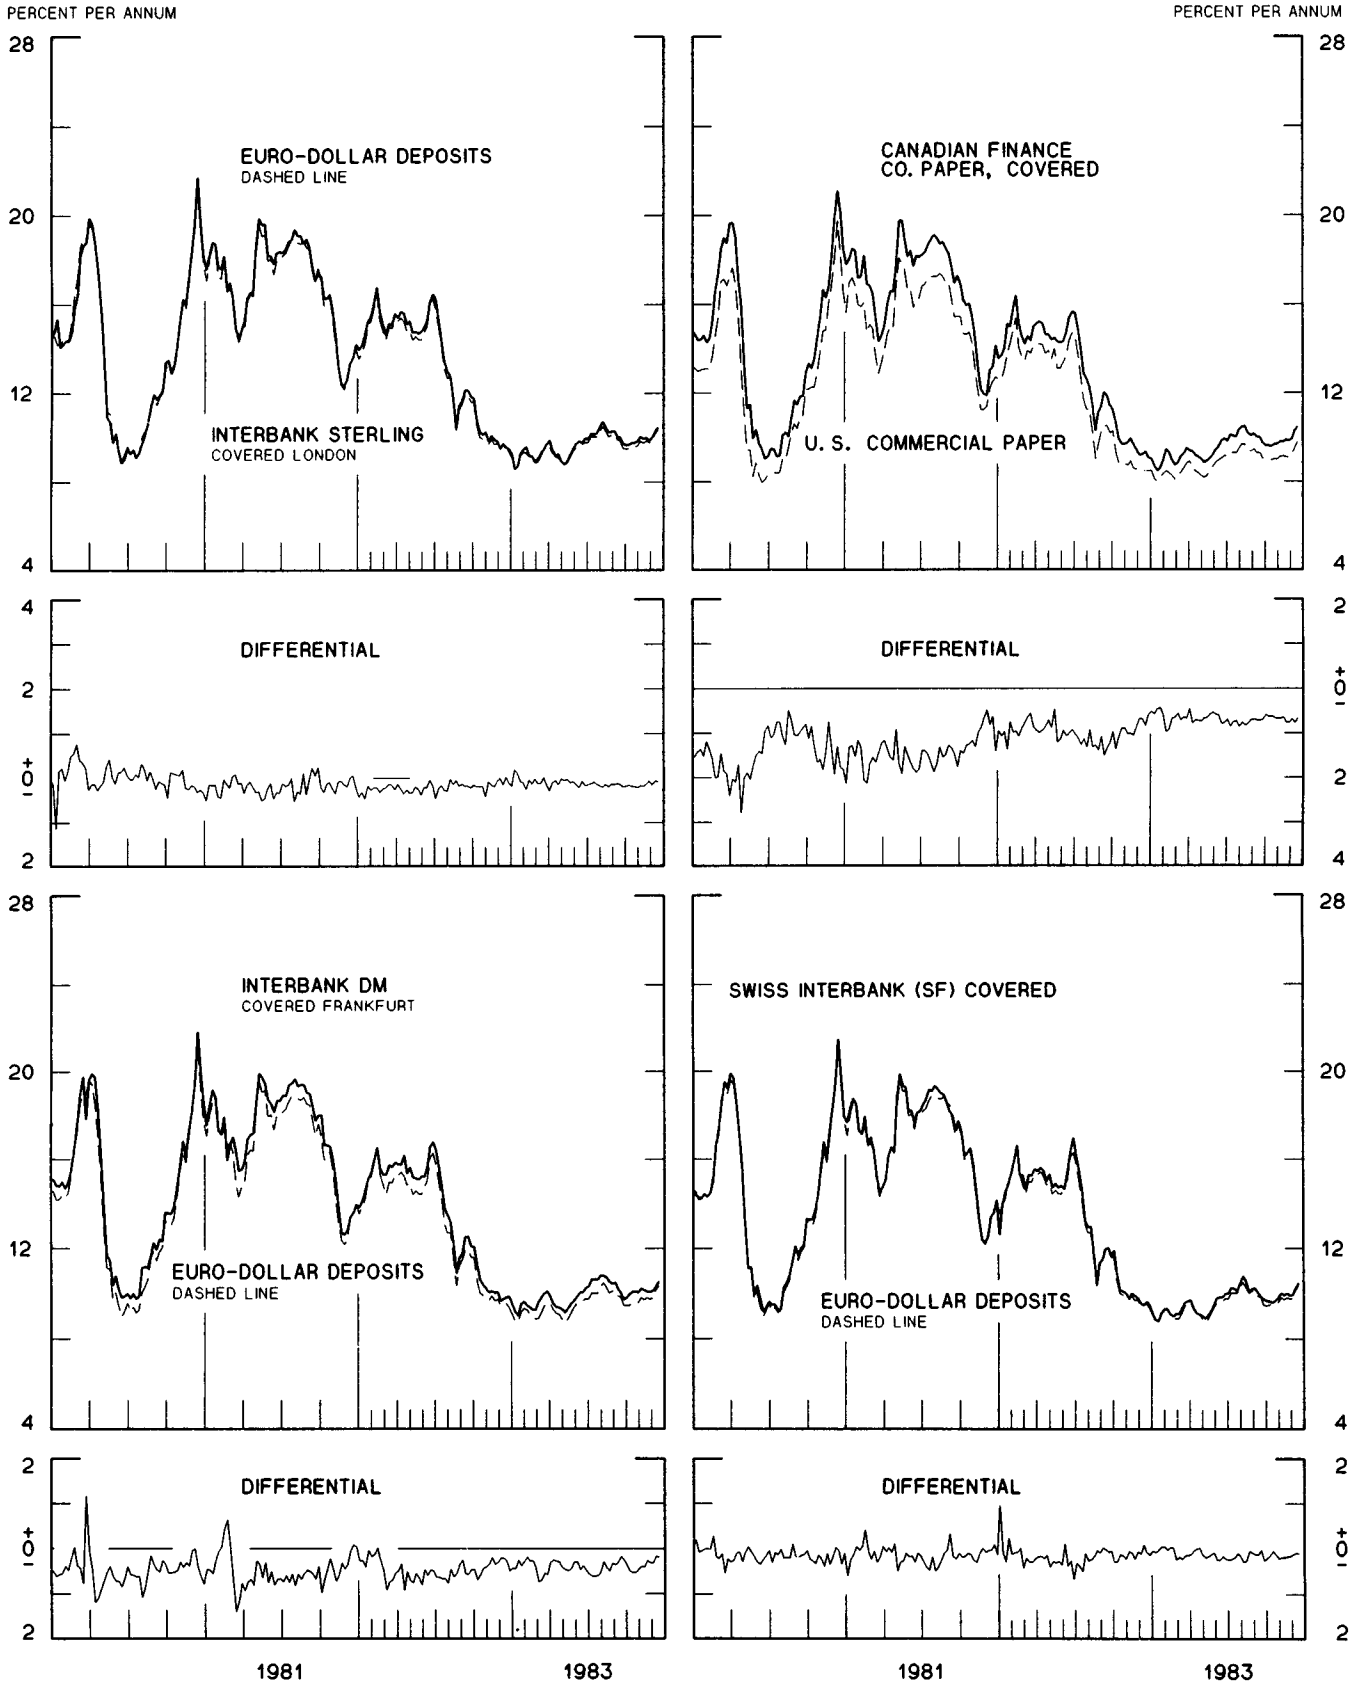 PERCENT PER ANNUM
PERCENT PER ANNUM
28
20
12
4
EURO-DOLLAR DEPOSITS
DASHED LINE
INTERBANK STERLING
COVERED LONDON
28
20
12
4
CANADIAN FINANCE
CO. PAPER, COVERED
U. S. COMMERCIAL PAPER
4
2
+
0
−
2
DIFFERENTIAL
2
+
0
−
2
4
DIFFERENTIAL
28
20
12
4
INTERBANK DM
COVERED FRANKFURT
EURO-DOLLAR DEPOSITS
DASHED LINE
28
20
12
4
SWISS INTERBANK (SF) COVERED
EURO-DOLLAR DEPOSITS
DASHED LINE
2
+
0
−
2
DIFFERENTIAL
2
+
0
−
2
DIFFERENTIAL
1981
1983
1981
1983